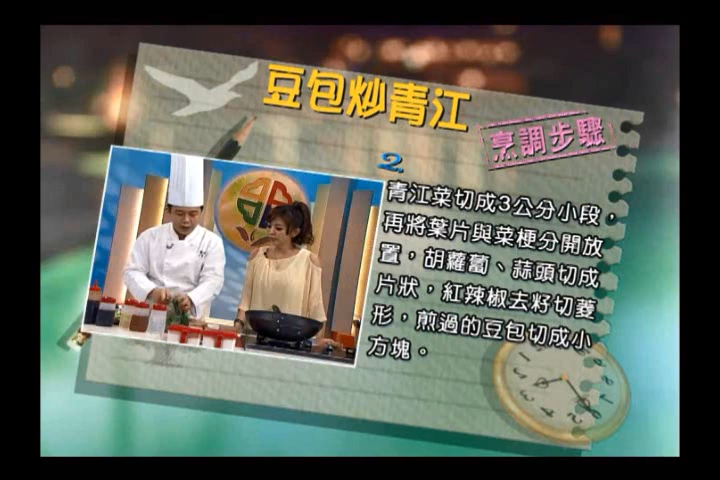 豆包炒青江
烹調步驟
2.
青江菜切成3公分小段，
再將葉片與菜梗分開放
置，胡蘿蔔、蒜頭切成
片狀，紅辣椒去籽切菱
形，煎過的豆包切成小
方塊。